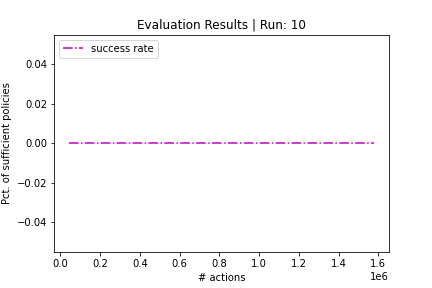 Evaluation Results | Run: 10
success rate
Pct. of sufficient policies
0.04
0.02
0.00
−0.02
−0.04
0.0 0.2 0.4 0.6 0.8 1.0 1.2 1.4 1.6
1e6
# actions